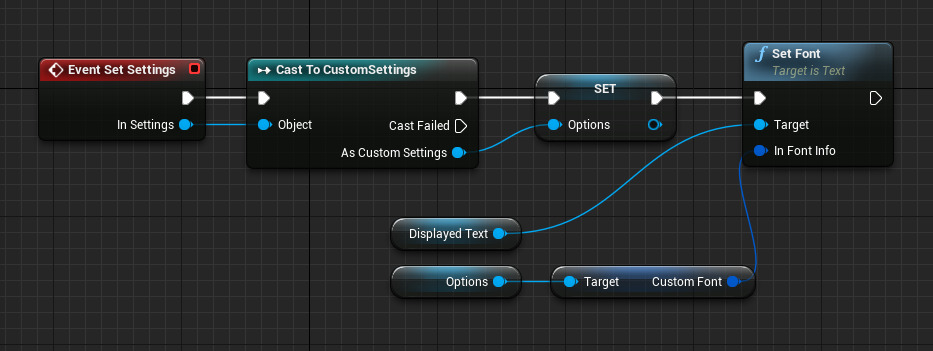 Event Set Settings
In Settings
Cast To CustomSettings
Object
Cast Failed
As Custom Settings
SET
Options
f Set Font
Target is Text
Target
In Font Info
Displayed Text
Options
Target
Custom Font